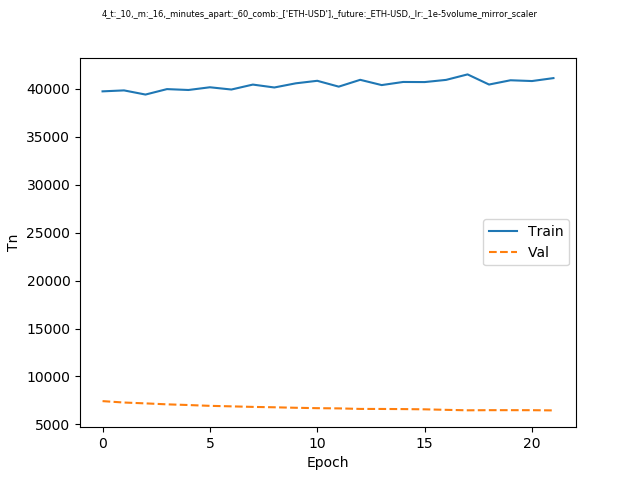 4_t:_10,_m:_16,_minutes_apart:_60_comb:_['ETH-USD'],_future:_ETH-USD,_lr:_1e-5volume_mirror_scaler
40000
35000
30000
25000
20000
15000
10000
5000
Tn
Train
Val
0 5 10 15 20
Epoch